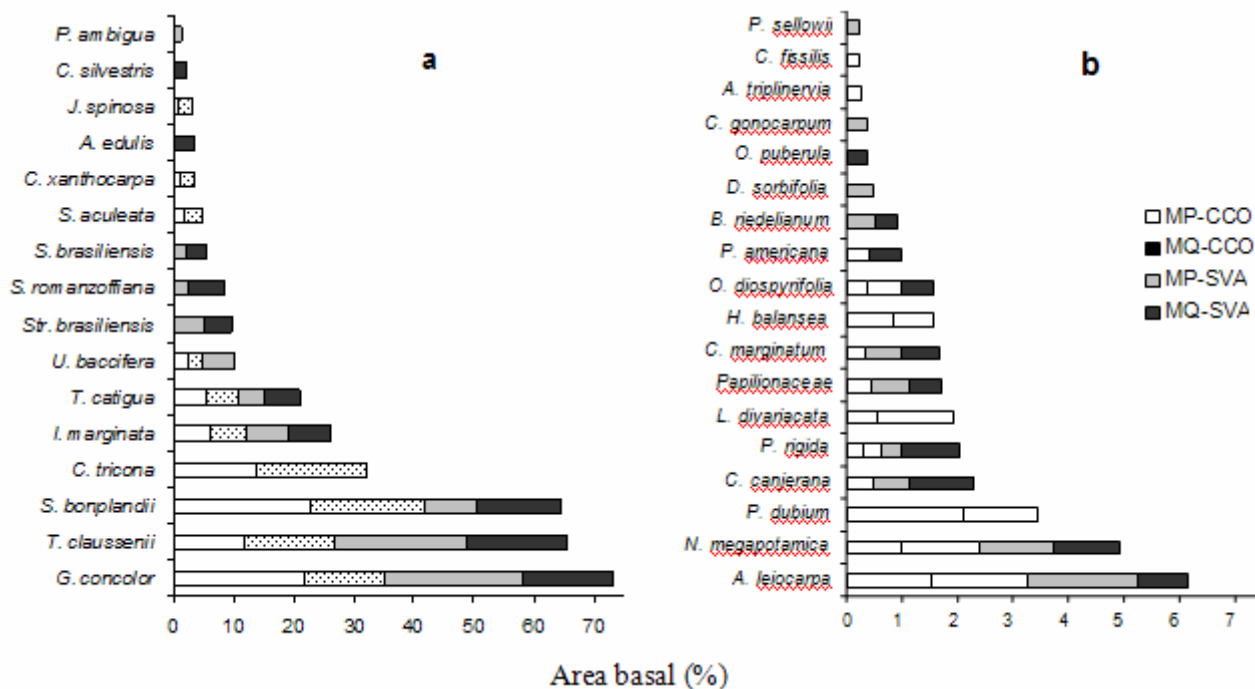 a
P. ambigua
C. silvestris
J. spinosa
A. edulis
C. xanthocarpa
S. aculeata
S. brasiliensis
S. romanzoffiana
Str. brasiliensis
U. baccifera
T. catigua
I. marginata
C. tricona
S. bonplandii
T. claussenii
G. concolor
0 10 20 30 40 50 60 70
b
P. sellowii
C. fissilis
A. triplinervia
C. gonocarpum
O. puberula
D. sorbifolia
B. riedelianum
P. americana
O. diospyrifolia
H. balansea
C. marginatum
Papilionaceae
L. divariacata
P. rigida
C. canjerana
P. dubium
N. megapotamica
A. leiocarpa
0 1 2 3 4 5 6 7
MP-CCO
MQ-CCO
MP-SVA
MQ-SVA
Area basal (%)